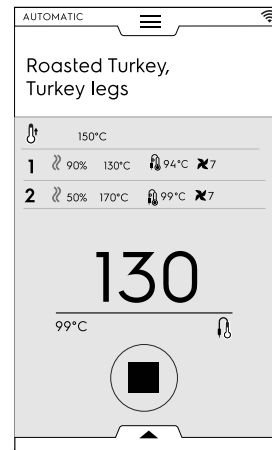 AUTOMATIC
Roasted Turkey,
Turkey legs
150°C
1 90% 130°C 94°C 7
2 50% 170°C 99°C 7
130
99°C